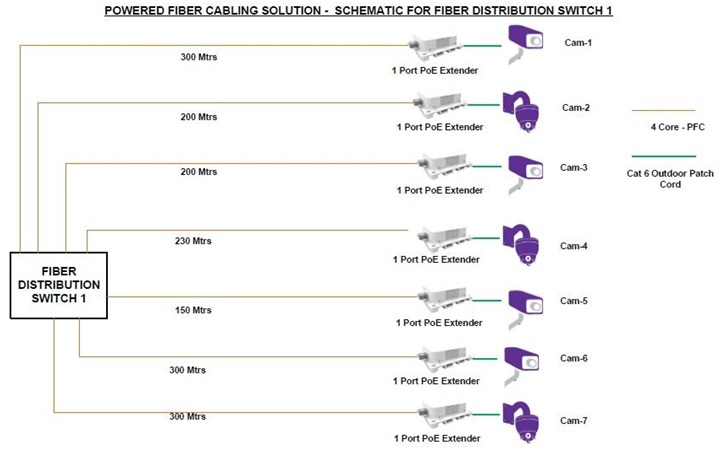 POWERED FIBER CABLING SOLUTION - SCHEMATIC FOR FIBER DISTRIBUTION SWITCH 1
300 Mtrs
1 Port PoE Extender
Cam-1
200 Mtrs
1 Port PoE Extender
Cam-2
200 Mtrs
1 Port PoE Extender
Cam-3
230 Mtrs
1 Port PoE Extender
Cam-4
FIBER
DISTRIBUTION
SWITCH 1
150 Mtrs
1 Port PoE Extender
Cam-5
300 Mtrs
1 Port PoE Extender
Cam-6
300 Mtrs
1 Port PoE Extender
Cam-7
4 Core - PFC
Cat 6 Outdoor Patch
Cord